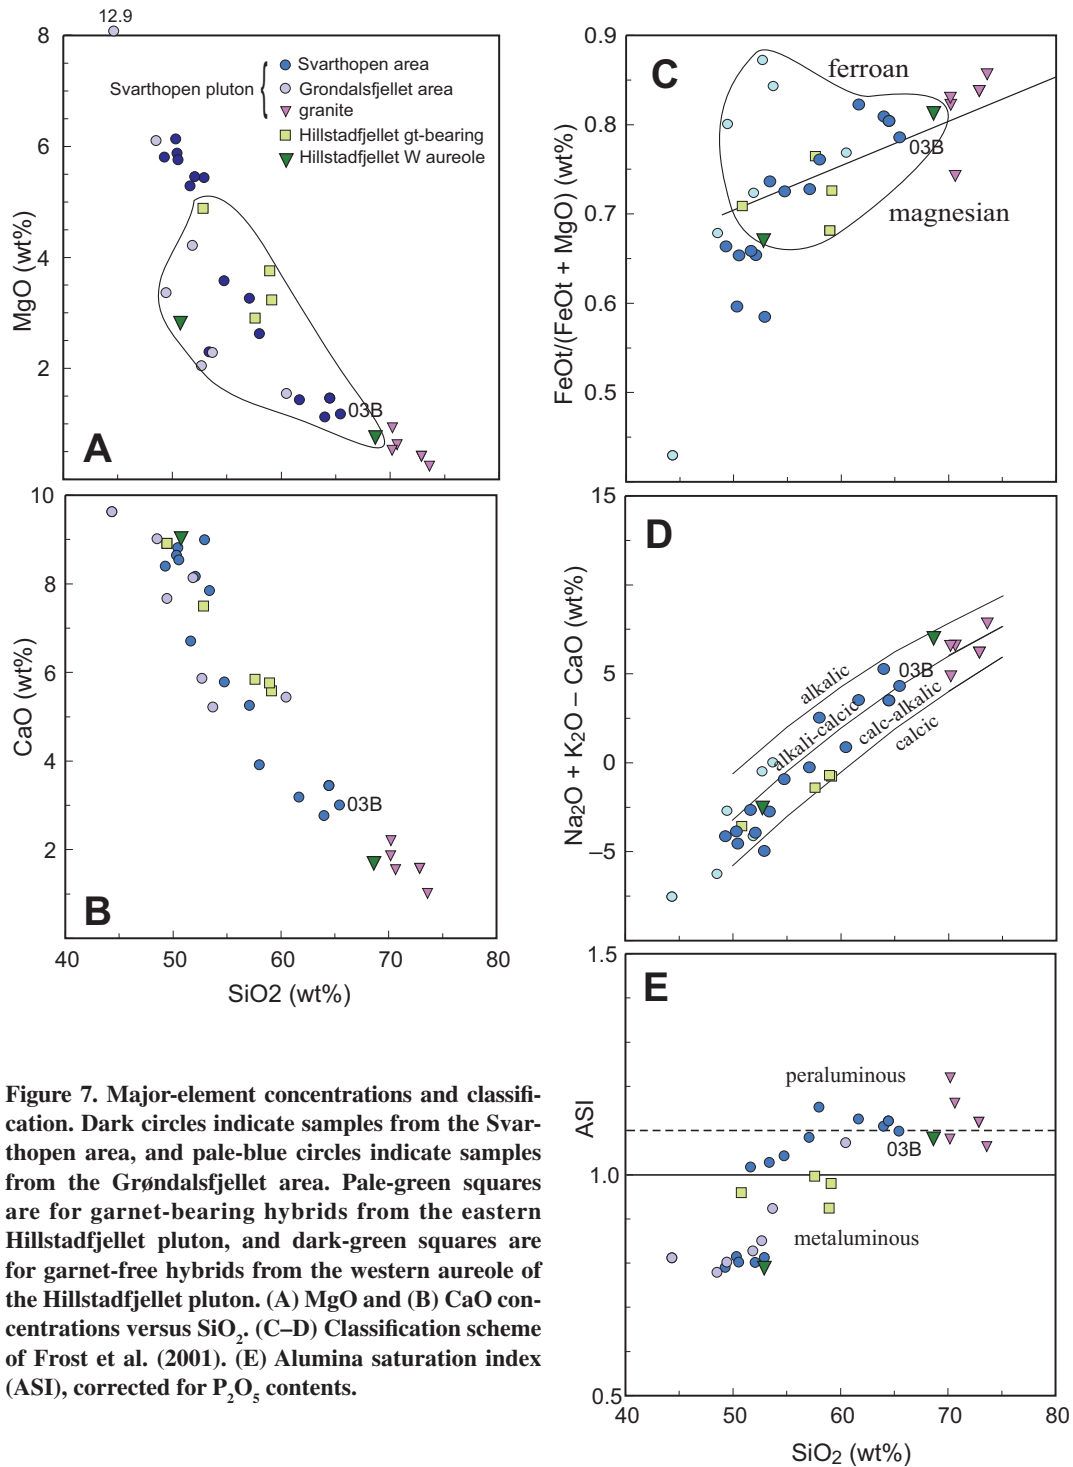 12.9
8
6
4
2
MgO (wt%)
Svarthopen pluton
Svarthopen area
Grondalsfjellet area
granite
Hillstadfjellet gt-bearing
Hillstadfjellet W aureole
03B
A
10
8
6
4
2
CaO (wt%)
03B
B
40 50 60 70 80
SiO2 (wt%)
0.9
0.8
0.7
0.6
0.5
FeOt/(FeOt + MgO) (wt%)
C
ferroan
03B
magnesian
15
5
0
–5
Na2O + K2O – CaO (wt%)
D
alkalic
alkali-calcic
calc-alkalic
calcic
03B
1.5
1.0
0.5
ASI
E
peraluminous
03B
metaluminous
40 50 60 70 80
SiO2 (wt%)
Figure 7. Major-element concentrations and classifi-
cation. Dark circles indicate samples from the Svar-
thopen area, and pale-blue circles indicate samples
from the Grøndalsfjellet area. Pale-green squares
are for garnet-bearing hybrids from the eastern
Hillstadfjellet pluton, and dark-green squares are
for garnet-free hybrids from the western aureole of
the Hillstadfjellet pluton. (A) MgO and (B) CaO con-
centrations versus SiO2. (C–D) Classification scheme
of Frost et al. (2001). (E) Alumina saturation index
(ASI), corrected for P2O5 contents.